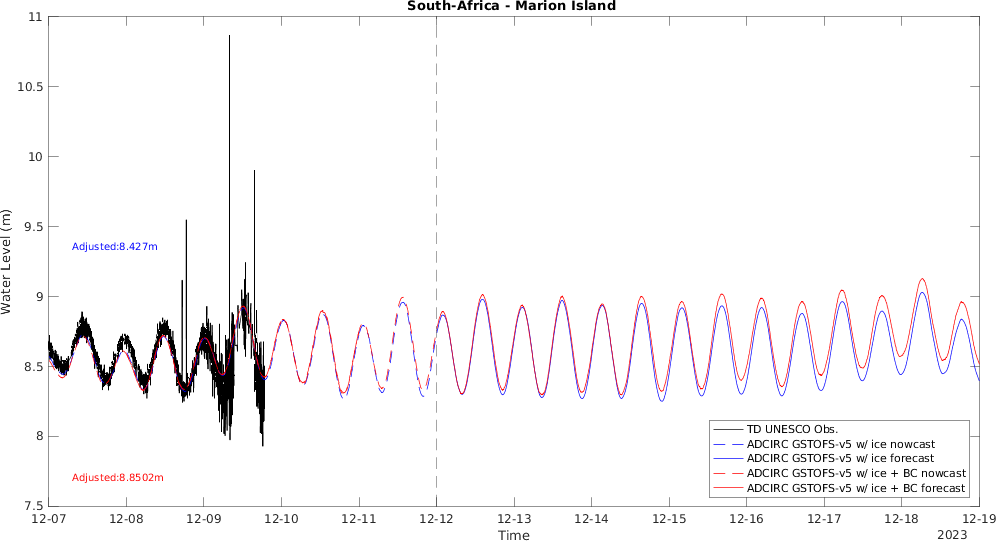 South-Africa - Marion Island
11
10.5
10
9.5
9
8.5
8
7.5
Water Level (m)
Adjusted:8.427m
Adjusted:8.8502m
TD UNESCO Obs.
ADCIRC GSTOFS-v5 w/ ice nowcast
ADCIRC GSTOFS-v5 w/ ice forecast
ADCIRC GSTOFS-v5 w/ ice + BC nowcast
ADCIRC GSTOFS-v5 w/ ice + BC forecast
12-07 12-08 12-09 12-10 12-11 12-12 12-13 12-14 12-15 12-16 12-17 12-18 12-19
Time
2023